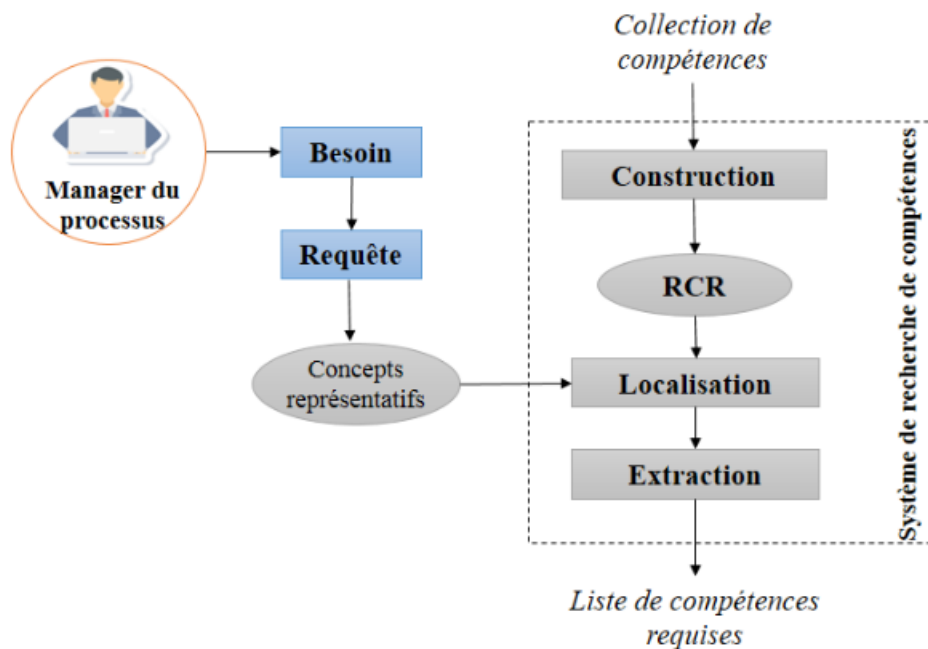 Collection de
compétences
Manager du
processus
Besoin
Requête
Concepts
représentatifs
Construction
RCR
Localisation
Extraction
Système de recherche de compétences
Liste de compétences
requises